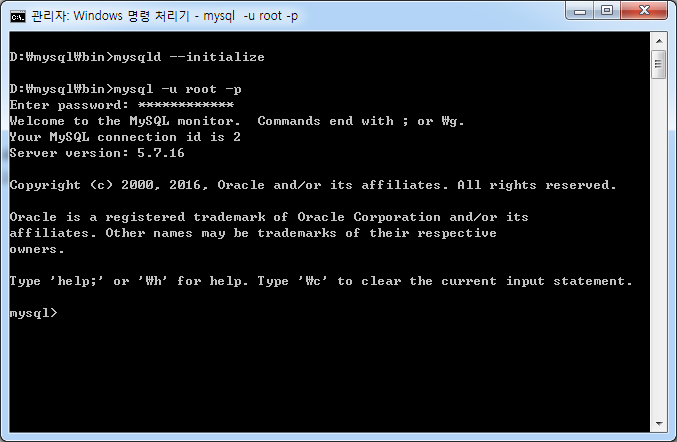 관리자: Windows 명령 처리기 - mysql  -u root -p
D:₩mysql₩bin>mysqld --initialize
D:₩mysql₩bin>mysql -u root -p
Enter password: ************
Welcome to the MySQL monitor.  Commands end with ; or ₩g.
Your MySQL connection id is 2
Server version: 5.7.16
Copyright (c) 2000, 2016, Oracle and/or its affiliates. All rights reserved.
Oracle is a registered trademark of Oracle Corporation and/or its
affiliates. Other names may be trademarks of their respective
owners.
Type 'help;' or '₩h' for help. Type '₩c' to clear the current input statement.
mysql>